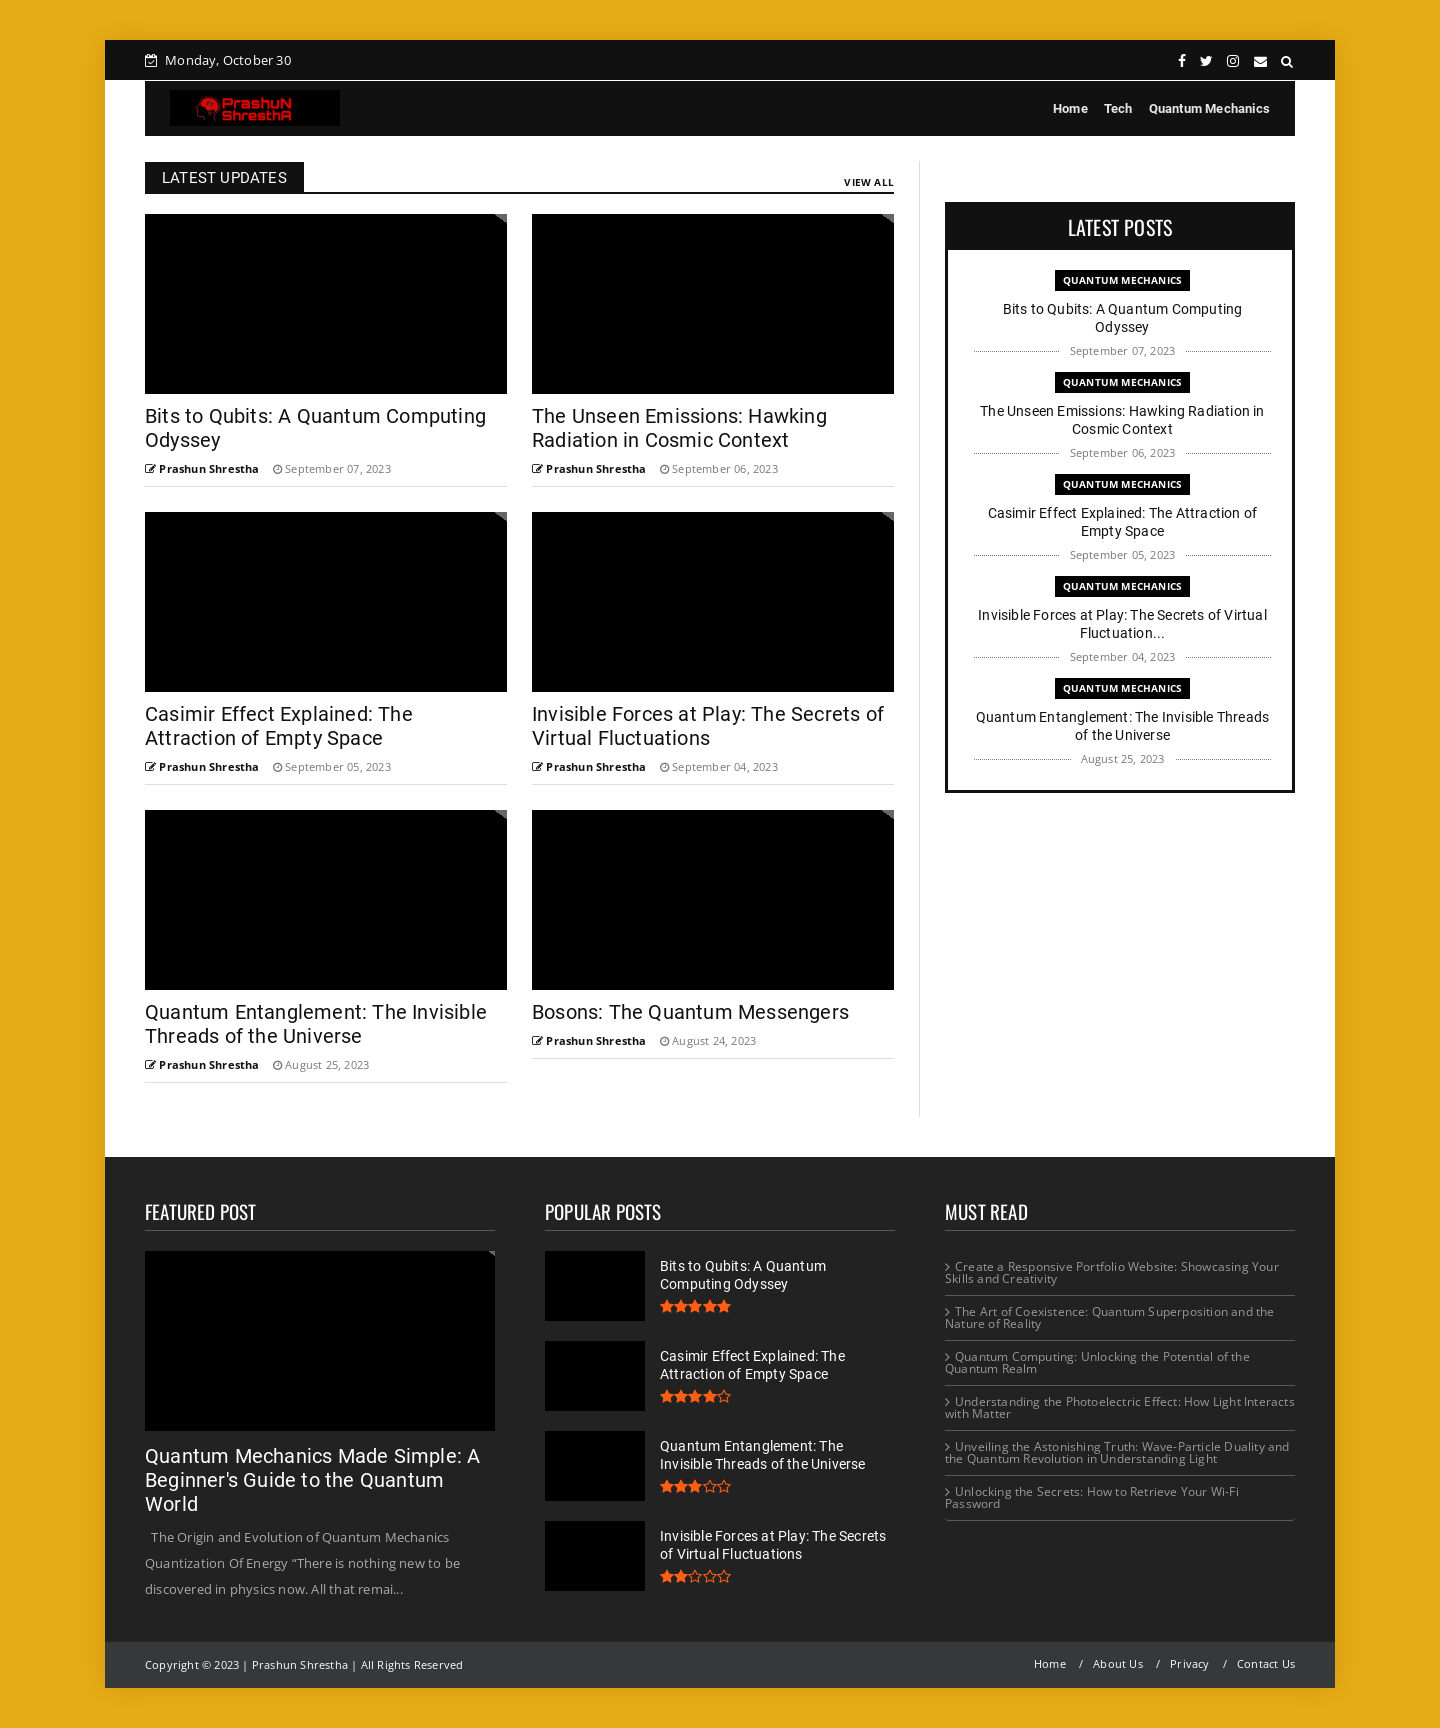 Monday, October 30
PrashuN
ShresthA
Home Tech Quantum Mechanics
LATEST UPDATES
VIEW ALL
Bits to Qubits: A Quantum Computing
Odyssey
Prashun Shrestha September 07, 2023
The Unseen Emissions: Hawking
Radiation in Cosmic Context
Prashun Shrestha September 06, 2023
Casimir Effect Explained: The
Attraction of Empty Space
Prashun Shrestha September 05, 2023
Invisible Forces at Play: The Secrets of
Virtual Fluctuations
Prashun Shrestha September 04, 2023
Quantum Entanglement: The Invisible
Threads of the Universe
Prashun Shrestha August 25, 2023
Bosons: The Quantum Messengers
Prashun Shrestha August 24, 2023
LATEST POSTS
QUANTUM MECHANICS
Bits to Qubits: A Quantum Computing
Odyssey
September 07, 2023
QUANTUM MECHANICS
The Unseen Emissions: Hawking Radiation in
Cosmic Context
September 06, 2023
QUANTUM MECHANICS
Casimir Effect Explained: The Attraction of
Empty Space
September 05, 2023
QUANTUM MECHANICS
Invisible Forces at Play: The Secrets of Virtual
Fluctuation...
September 04, 2023
QUANTUM MECHANICS
Quantum Entanglement: The Invisible Threads
of the Universe
August 25, 2023
FEATURED POST
Quantum Mechanics Made Simple: A
Beginner's Guide to the Quantum
World
The Origin and Evolution of Quantum Mechanics
Quantization Of Energy “There is nothing new to be
discovered in physics now. All that remai...
POPULAR POSTS
Bits to Qubits: A Quantum
Computing Odyssey
Casimir Effect Explained: The
Attraction of Empty Space
Quantum Entanglement: The
Invisible Threads of the Universe
Invisible Forces at Play: The Secrets
of Virtual Fluctuations
MUST READ
Create a Responsive Portfolio Website: Showcasing Your
Skills and Creativity
The Art of Coexistence: Quantum Superposition and the
Nature of Reality
Quantum Computing: Unlocking the Potential of the
Quantum Realm
Understanding the Photoelectric Effect: How Light Interacts
with Matter
Unveiling the Astonishing Truth: Wave-Particle Duality and
the Quantum Revolution in Understanding Light
Unlocking the Secrets: How to Retrieve Your Wi-Fi
Password
Copyright © 2023 | Prashun Shrestha | All Rights Reserved
Home / About Us / Privacy / Contact Us